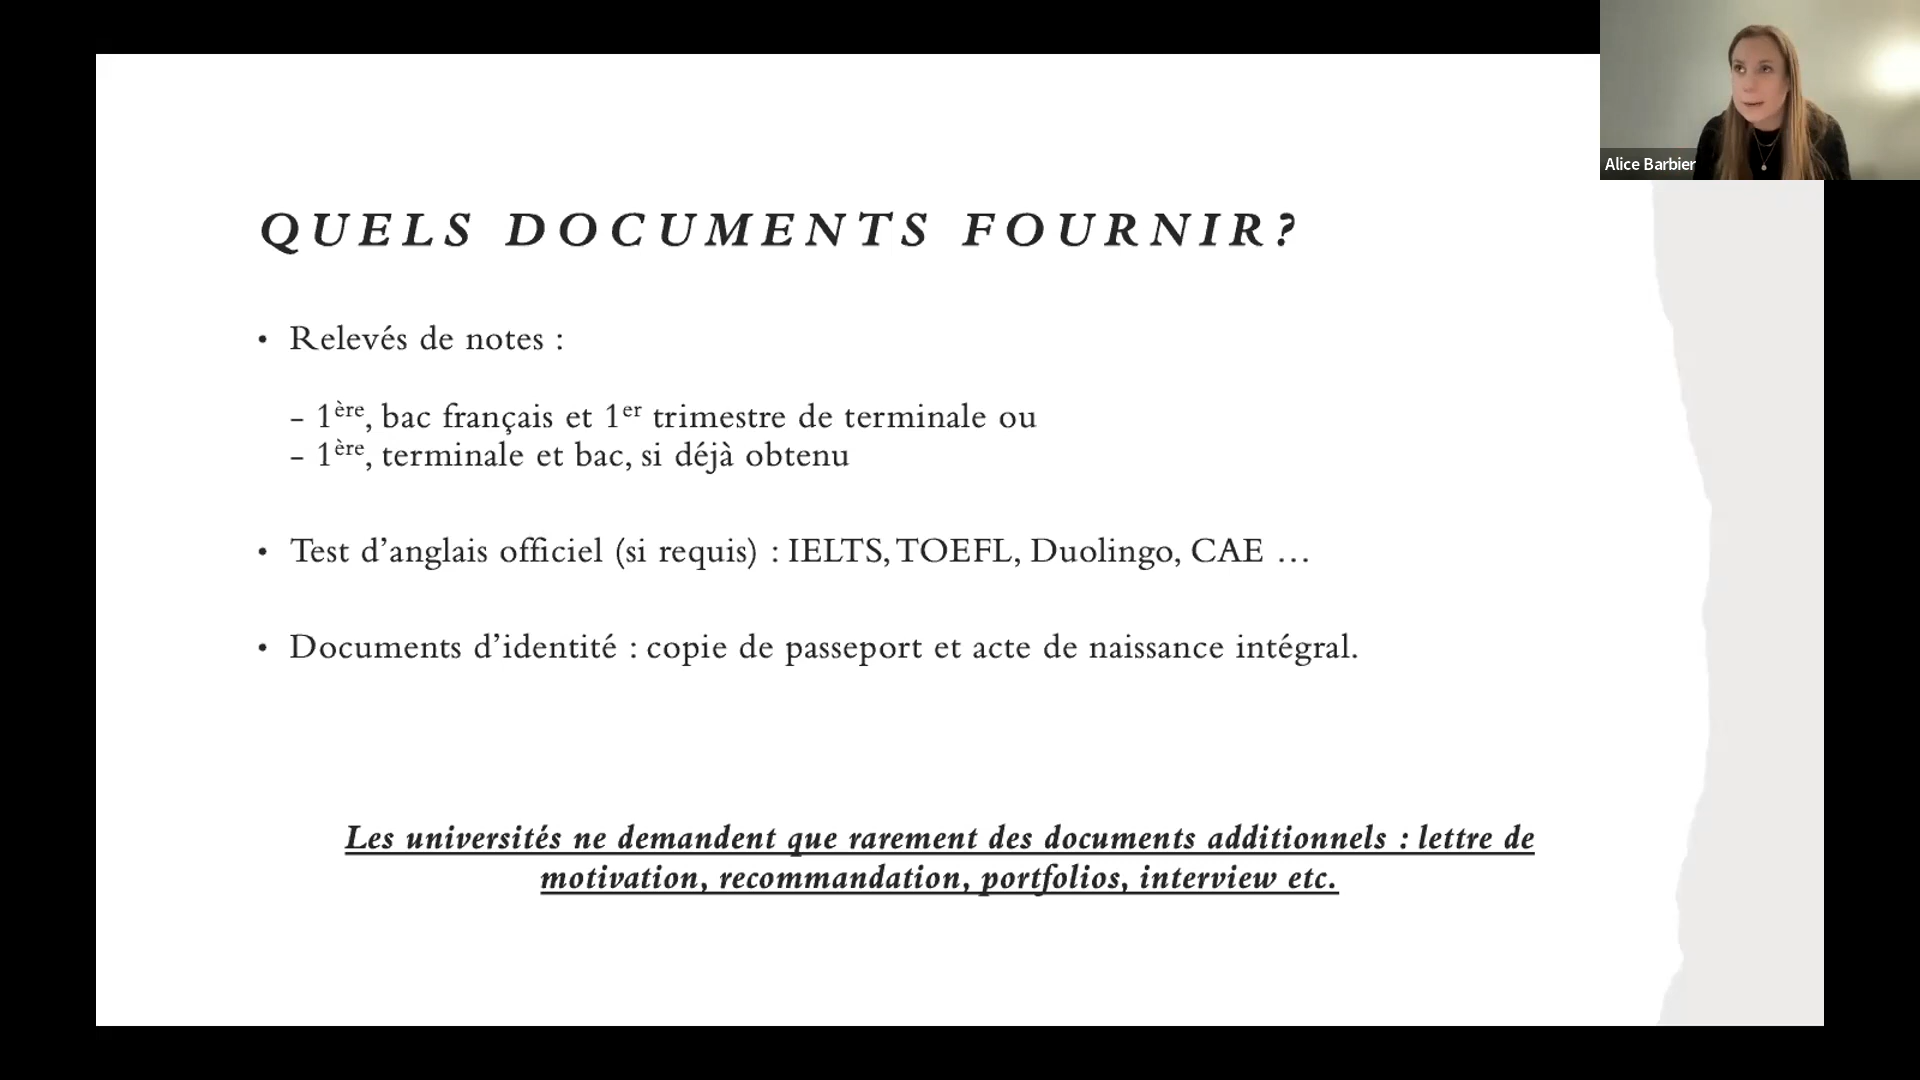 Alice Barbier
QUELS DOCUMENTS FOURNIR?
• Relevés de notes :
– 1ère, bac français et 1er trimestre de terminale ou
– 1ère, terminale et bac, si déjà obtenu
• Test d’anglais officiel (si requis) : IELTS, TOEFL, Duolingo, CAE …
• Documents d’identité : copie de passeport et acte de naissance intégral.
Les universités ne demandent que rarement des documents additionnels : lettre de
motivation, recommandation, portfolios, interview etc.